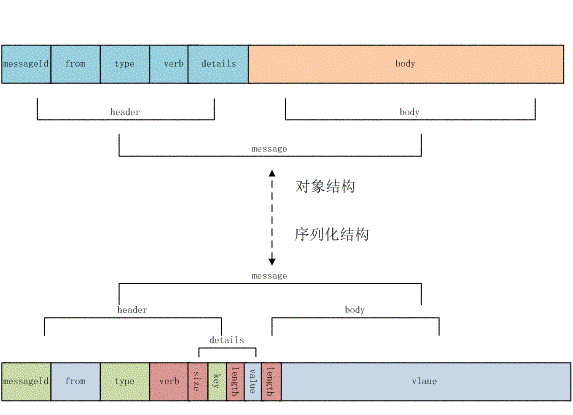 messageId from type verb details body
header body
message
对象结构
序列化结构
message
header body
details
messageId from type verb size key length value length vlaue